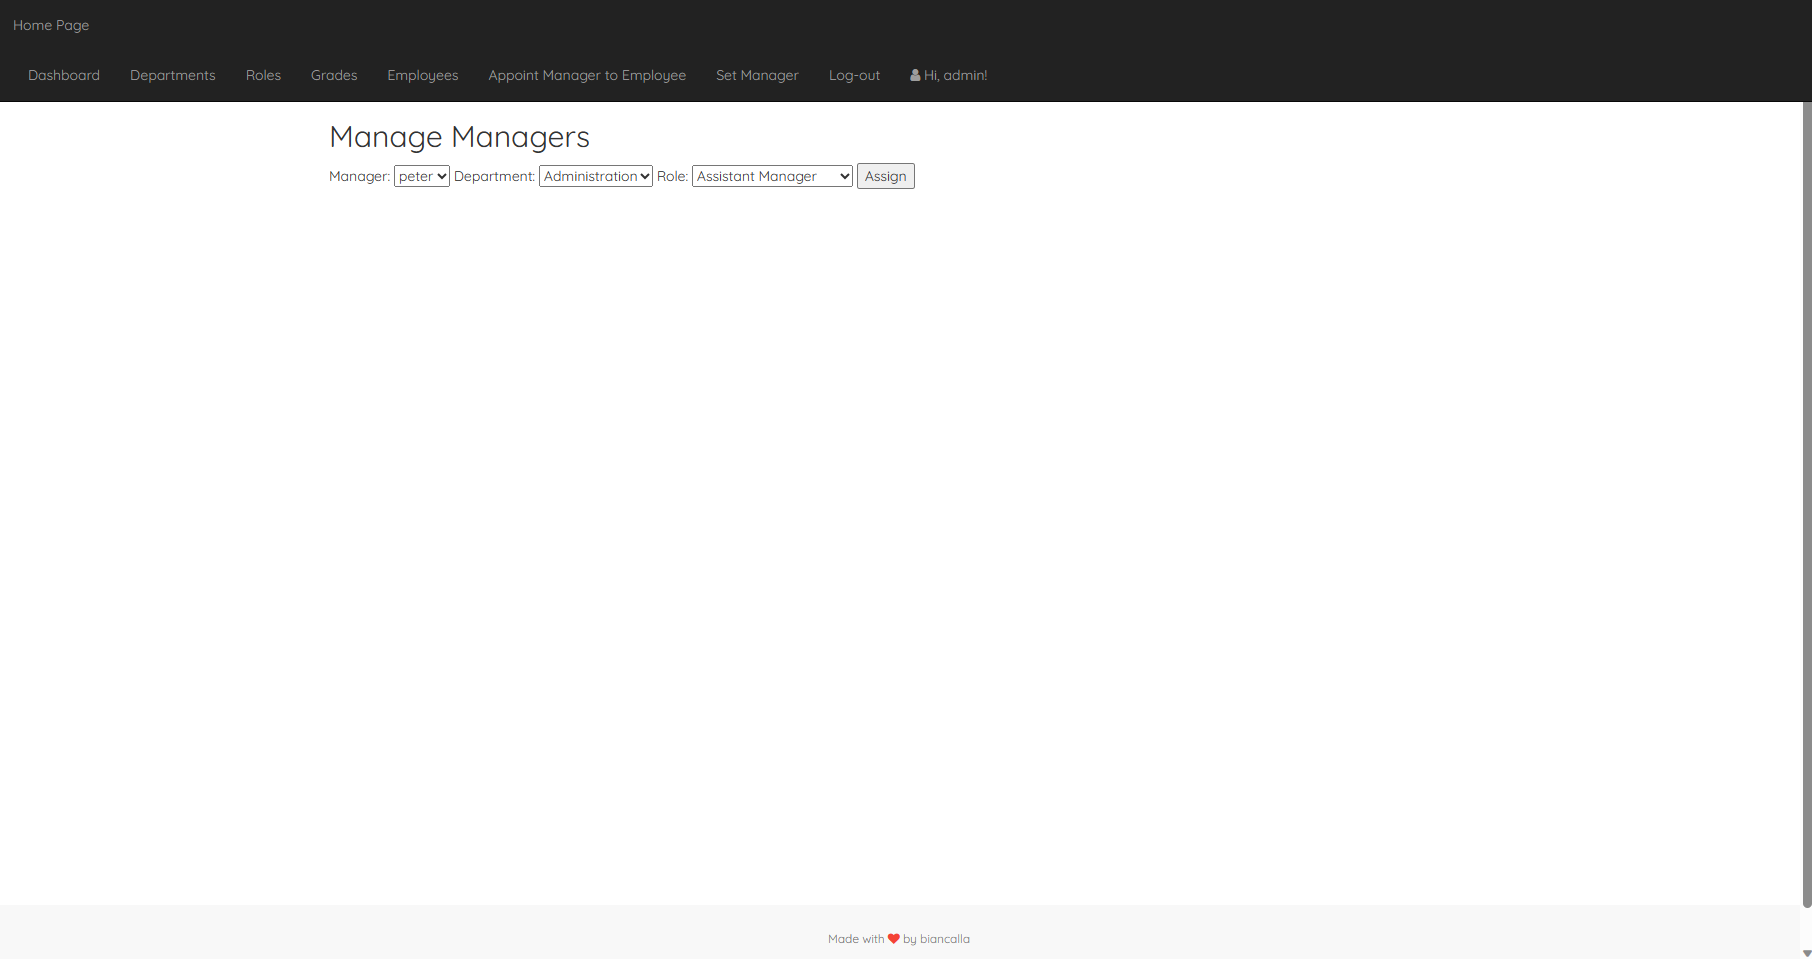 Home Page
Dashboard Departments Roles Grades Employees Appoint Manager to Employee Set Manager Log-out Hi, admin!
Manage Managers
Manager: peter Department: Administration Role: Assistant Manager Assign
Made with by biancalla